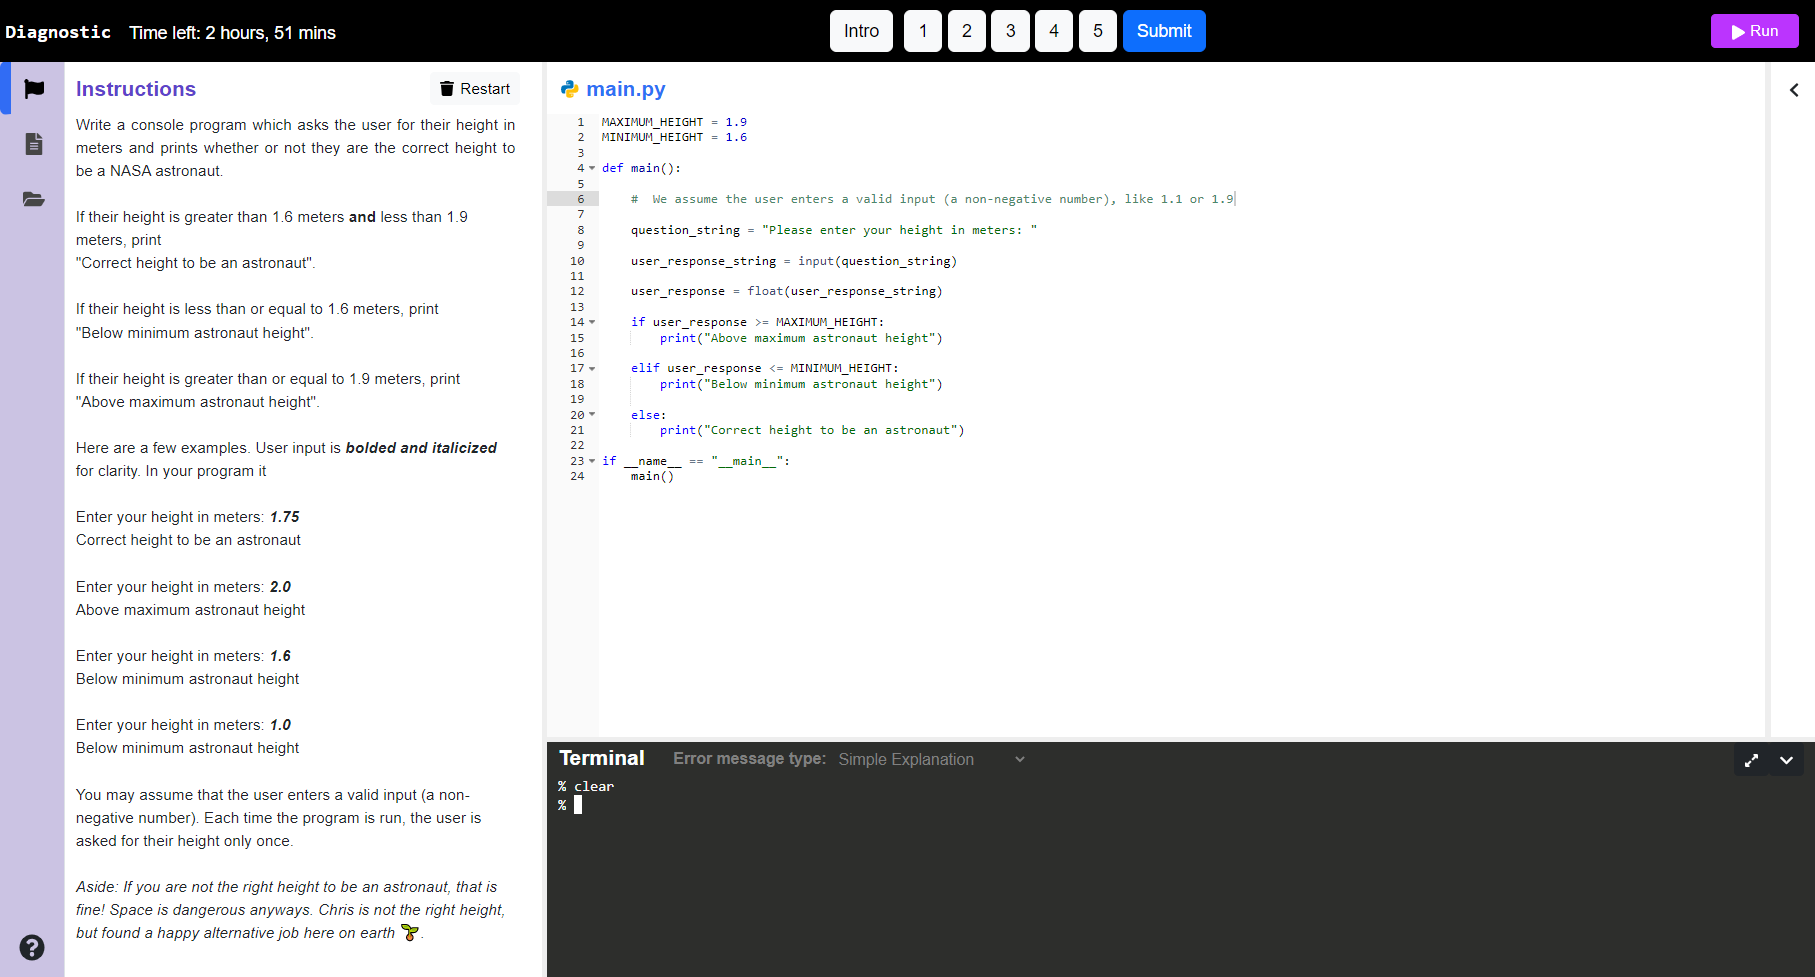 Diagnostic Time left: 2 hours, 51 mins Intro 1 2 3 4 5 Submit Run
Instructions Restart
Write a console program which asks the user for their height in
meters and prints whether or not they are the correct height to
be a NASA astronaut.
If their height is greater than 1.6 meters and less than 1.9
meters, print
"Correct height to be an astronaut".
If their height is less than or equal to 1.6 meters, print
"Below minimum astronaut height".
If their height is greater than or equal to 1.9 meters, print
"Above maximum astronaut height".
Here are a few examples. User input is bolded and italicized
for clarity. In your program it
Enter your height in meters: 1.75
Correct height to be an astronaut
Enter your height in meters: 2.0
Above maximum astronaut height
Enter your height in meters: 1.6
Below minimum astronaut height
Enter your height in meters: 1.0
Below minimum astronaut height
You may assume that the user enters a valid input (a non-
negative number). Each time the program is run, the user is
asked for their height only once.
Aside: If you are not the right height to be an astronaut, that is
fine! Space is dangerous anyways. Chris is not the right height,
but found a happy alternative job here on earth 🌱.
main.py
1 MAXIMUM_HEIGHT = 1.9
2 MINIMUM_HEIGHT = 1.6
3
4 def main():
5
6 # We assume the user enters a valid input (a non-negative number), like 1.1 or 1.9
7
8 question_string = "Please enter your height in meters: "
9
10 user_response_string = input(question_string)
11
12 user_response = float(user_response_string)
13
14 if user_response >= MAXIMUM_HEIGHT:
15 print("Above maximum astronaut height")
16
17 elif user_response <= MINIMUM_HEIGHT:
18 print("Below minimum astronaut height")
19
20 else:
21 print("Correct height to be an astronaut")
22
23 if __name__ == "__main__":
24 main()
Terminal Error message type: Simple Explanation
% clear
%